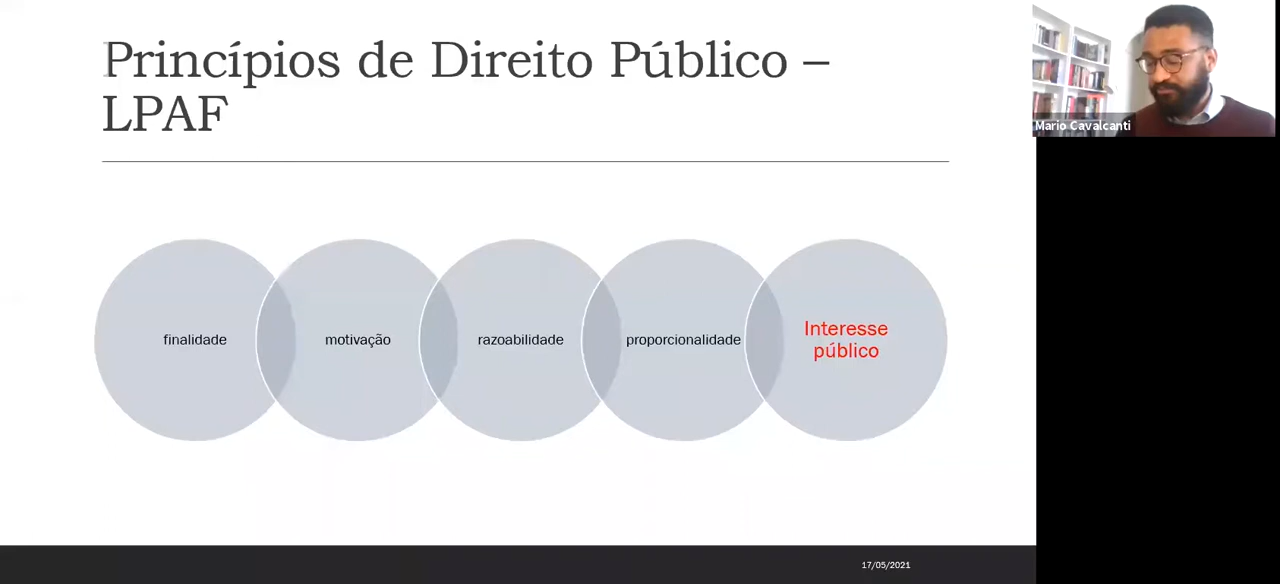 Princípios de Direito Público –
LPAF
Mario Cavalcanti
finalidade
motivação
razoabilidade
proporcionalidade
Interesse
público
17/05/2021